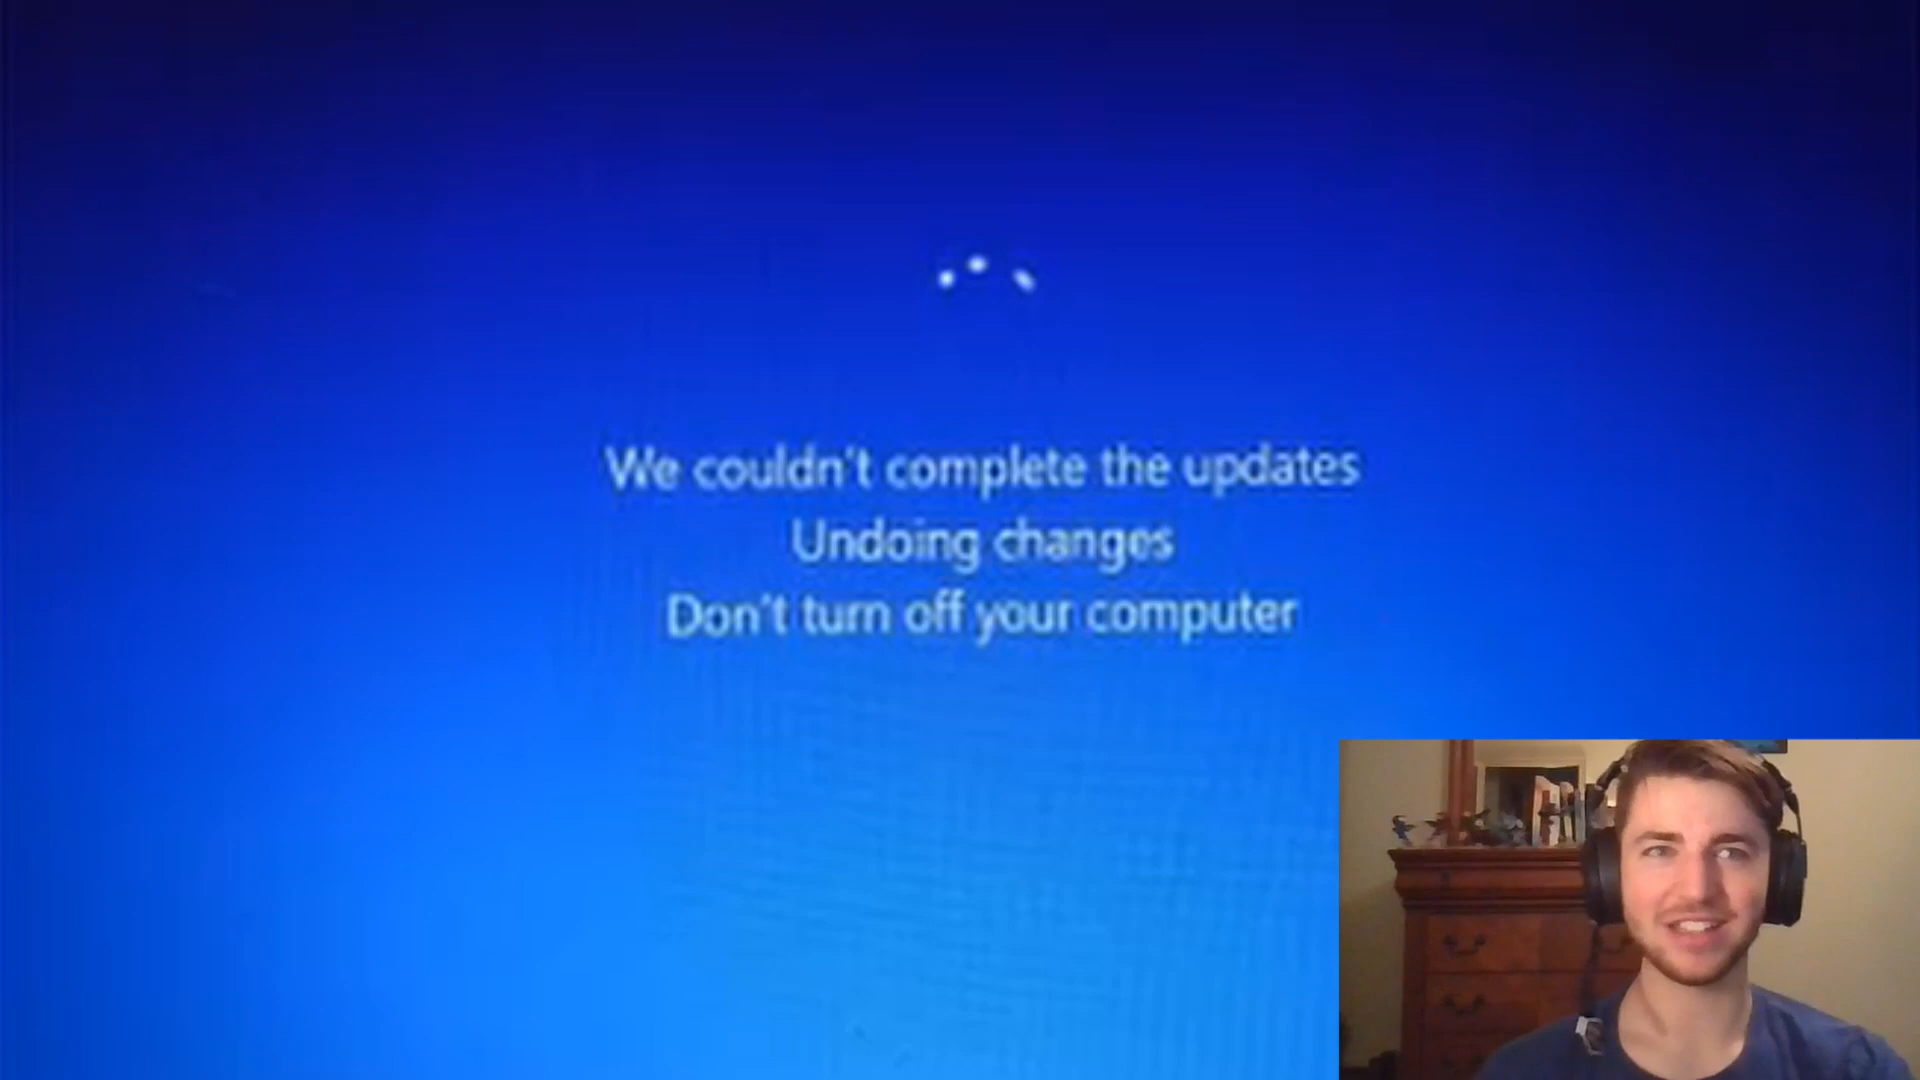 We couldn't complete the updates
Undoing changes
Don't turn off your computer